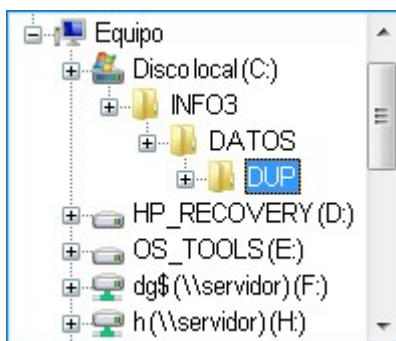 Equipo
Disco local (C:)
INFO3
DATOS
DUP
HP_RECOVERY (D:)
OS_TOOLS (E:)
dg$ (\\servidor) (F:)
h (\\servidor) (H:)